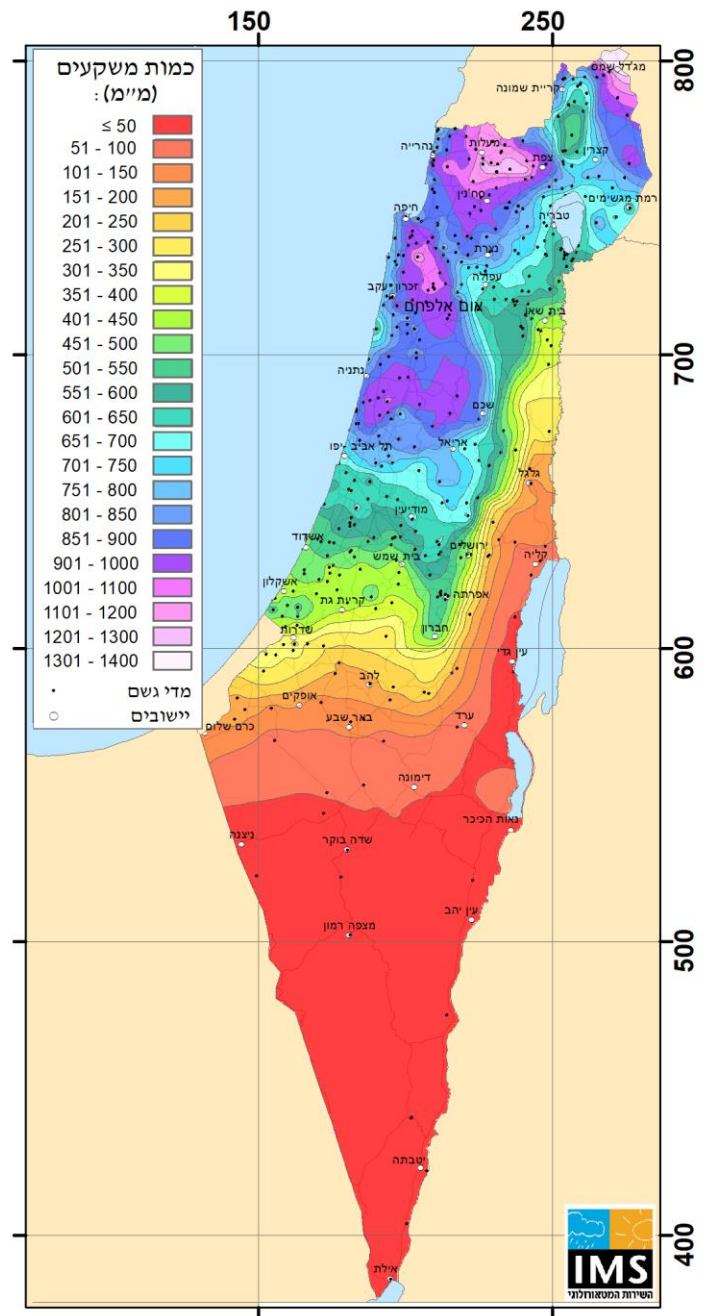 150
250
כמות משקעים
(מ״מ):
≤ 50
51 - 100
101 - 150
151 - 200
201 - 250
251 - 300
301 - 350
351 - 400
401 - 450
451 - 500
501 - 550
551 - 600
601 - 650
651 - 700
701 - 750
751 - 800
801 - 850
851 - 900
901 - 1000
1001 - 1100
1101 - 1200
1201 - 1300
1301 - 1400
מדי גשם
יישובים
800
700
600
500
400
מג'דל-שמס
קריית שמונה
מעלות
נהרייה
צפת
קצרין
סח'נין
רמת מגשימים
חיפה
טבריה
נצרת
עפולה
זכרון יעקב
אום אלפחם
בית שאן
נתניה
שכם
אריאל
תל אביב -יפו
גלגל
מודיעין
אשדוד
ירושלים
בית שמש
קליה
אשקלון
אפרתה
קרעת גת
שדרות
חברון
עין גדי
להב
אופקים
באר שבע
ערד
כרם שלום
דימונה
נאות הכיכר
ניצנה
שדה בוקר
עין יהב
מצפה רמון
יטבתה
אילת
IMS
השירות המטאורולוגי